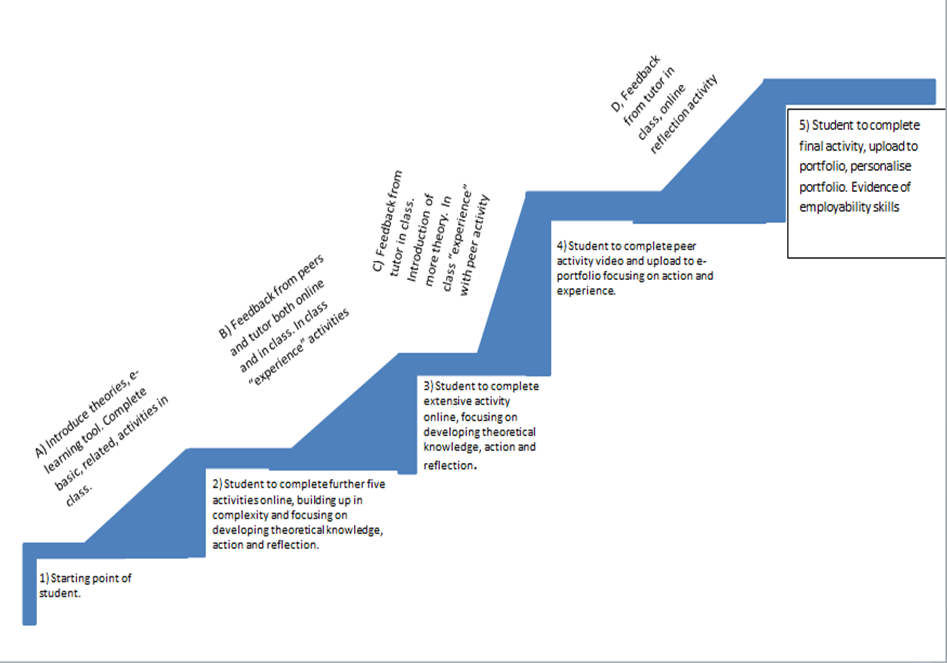 A) Introduce theories, e-
learning tool. Complete
basic, related, activities in
class.
B) Feedback from peers
and tutor both online
and in class. In class
“experience” activities
C) Feedback from
tutor in class.
Introduction of
more theory. In
class “experience”
with peer activity
D, Feedback
from tutor in
class, online
reflection activity
1) Starting point of
student.
2) Student to complete further five
activities online, building up in
complexity and focusing on
developing theoretical knowledge,
action and reflection.
3) Student to complete
extensive activity
online, focusing on
developing theoretical
knowledge, action and
reflection.
4) Student to complete peer
activity video and upload to e-
portfolio focusing on action and
experience.
5) Student to complete
final activity, upload to
portfolio, personalise
portfolio. Evidence of
employability skills